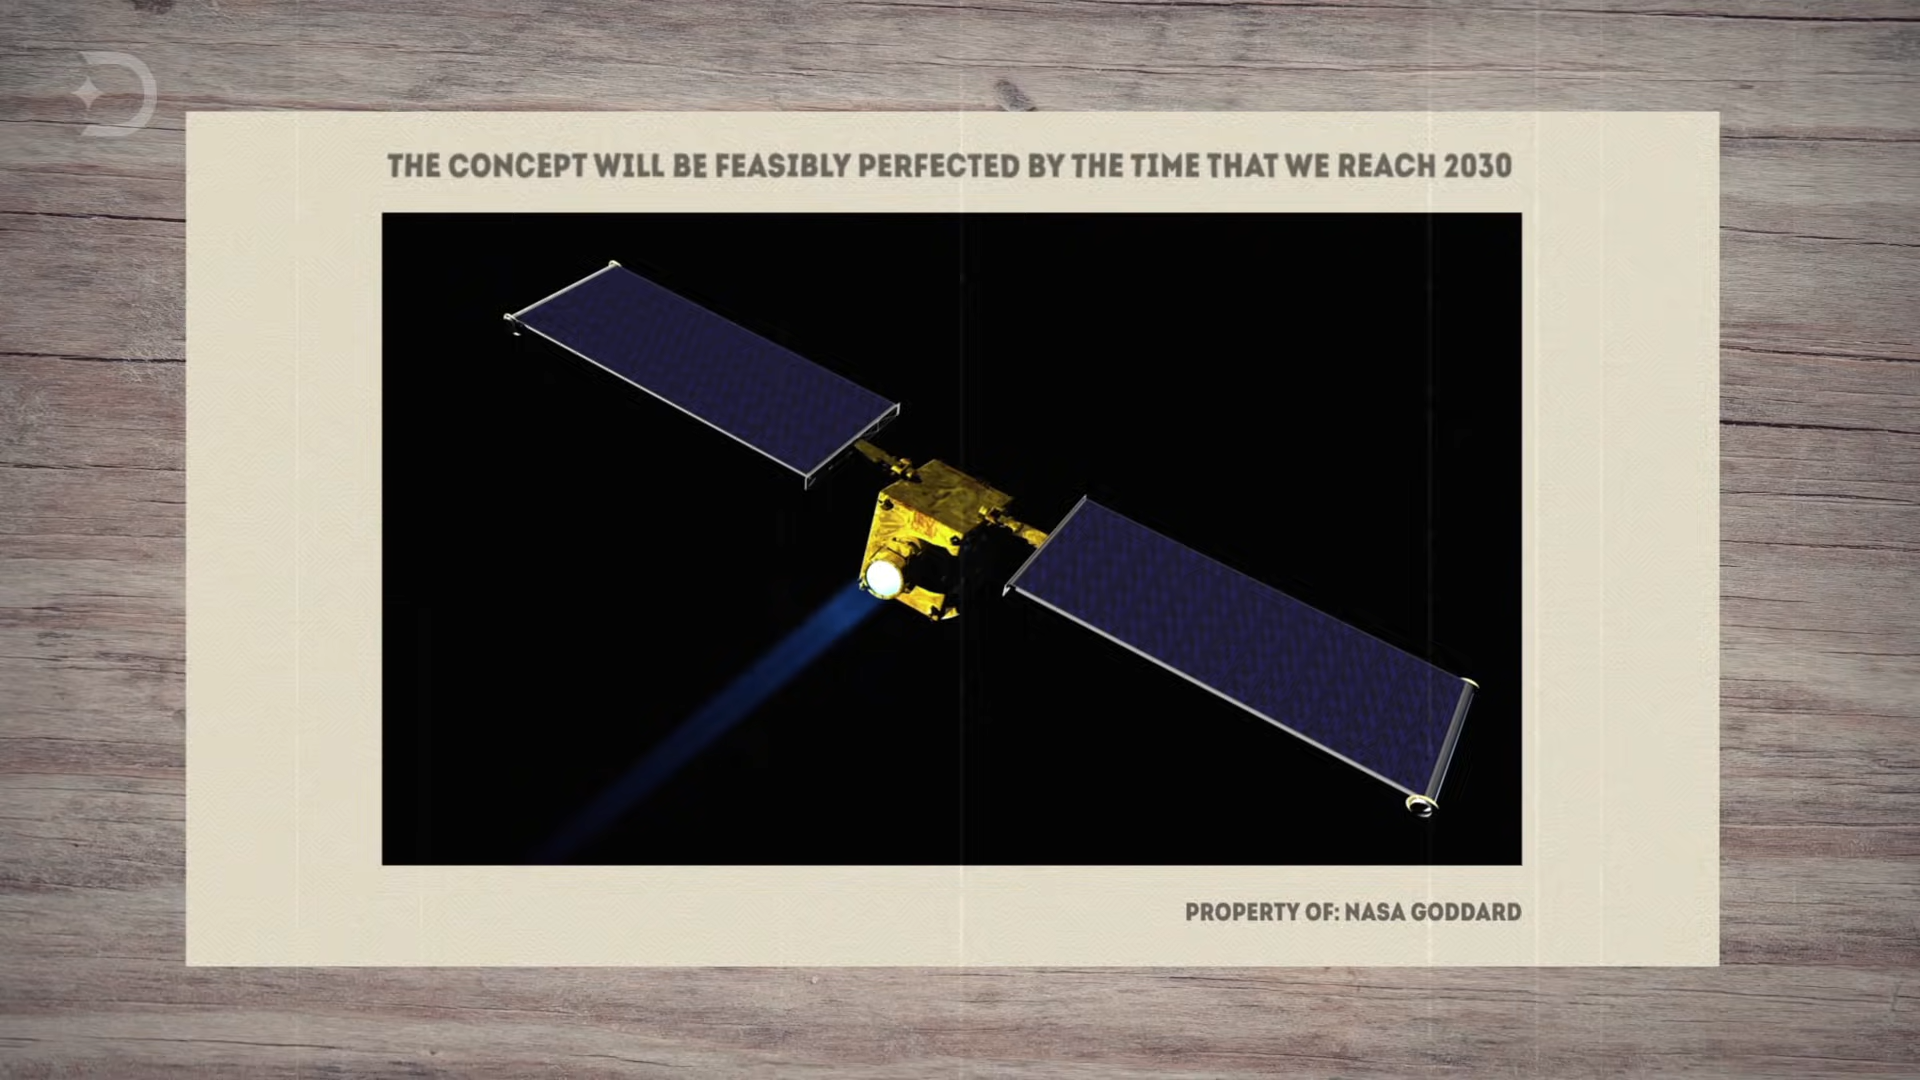 THE CONCEPT WILL BE FEASIBLY PERFECTED BY THE TIME THAT WE REACH 2030
PROPERTY OF: NASA GODDARD